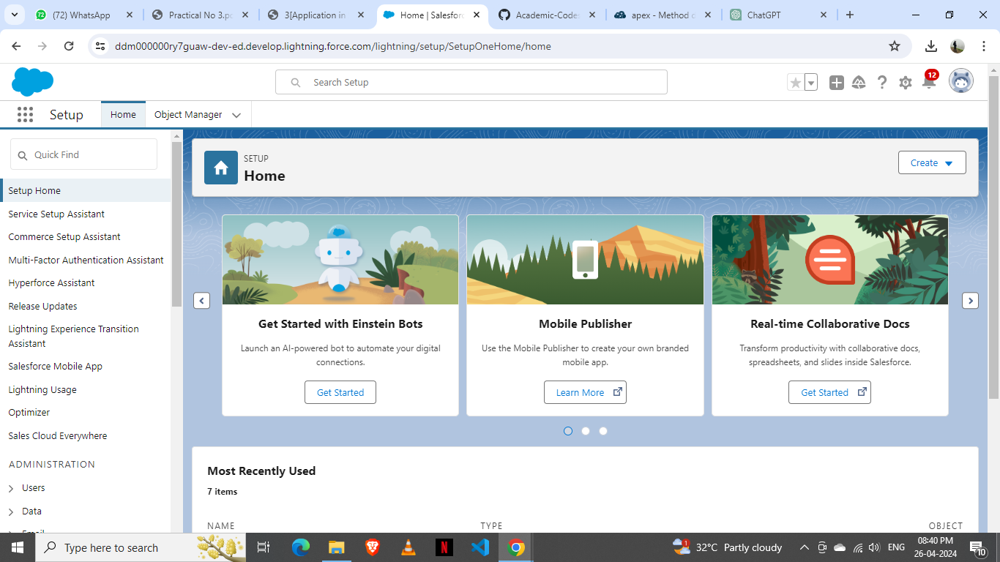 (72) WhatsApp
Practical No 3.p
3[Application in
Home | Salesforc
Academic-Codes
apex - Method d
ChatGPT
ddm000000ry7guaw-dev-ed.develop.lightning.force.com/lightning/setup/SetupOneHome/home
Search Setup
12
Setup
Home
Object Manager
Quick Find
Setup Home
Service Setup Assistant
Commerce Setup Assistant
Multi-Factor Authentication Assistant
Hyperforce Assistant
Release Updates
Lightning Experience Transition
Assistant
Salesforce Mobile App
Lightning Usage
Optimizer
Sales Cloud Everywhere
ADMINISTRATION
Users
Data
Email
SETUP
Home
Create
Get Started with Einstein Bots
Launch an AI-powered bot to automate your digital
connections.
Get Started
Mobile Publisher
Use the Mobile Publisher to create your own branded
mobile app.
Learn More
Real-time Collaborative Docs
Transform productivity with collaborative docs,
spreadsheets, and slides inside Salesforce.
Get Started
Most Recently Used
7 items
NAME
TYPE
OBJECT
Type here to search
32°C Partly cloudy
ENG
08:40 PM
26-04-2024
10